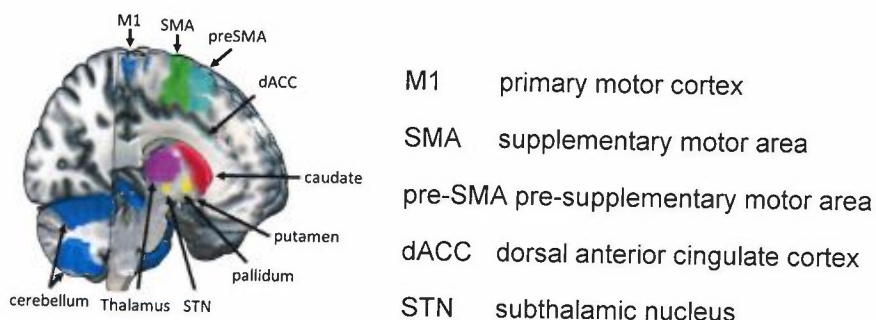 M1
SMA
preSMA
dACC
caudate
putamen
pallidum
cerebellum Thalamus STN
M1 primary motor cortex
SMA supplementary motor area
pre-SMA pre-supplementary motor area
dACC dorsal anterior cingulate cortex
STN subthalamic nucleus